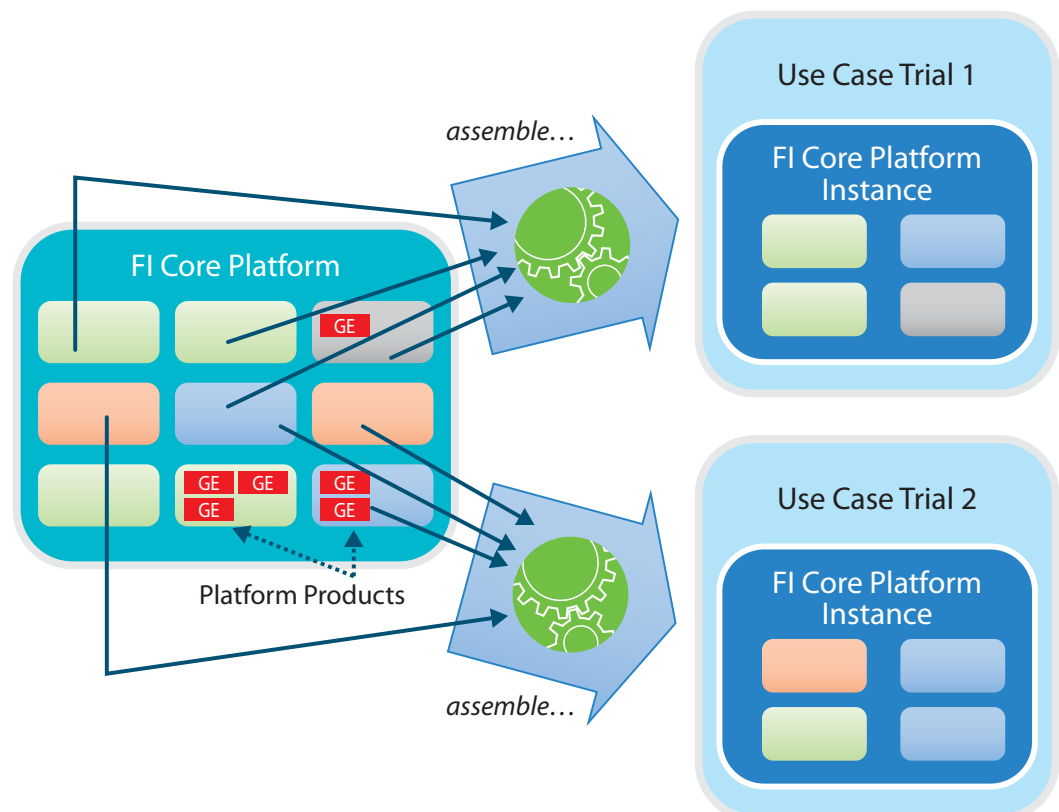 assemble…
FI Core Platform
GE
GE GE GE
GE GE
Platform Products
assemble…
Use Case Trial 1
FI Core Platform
Instance
Use Case Trial 2
FI Core Platform
Instance